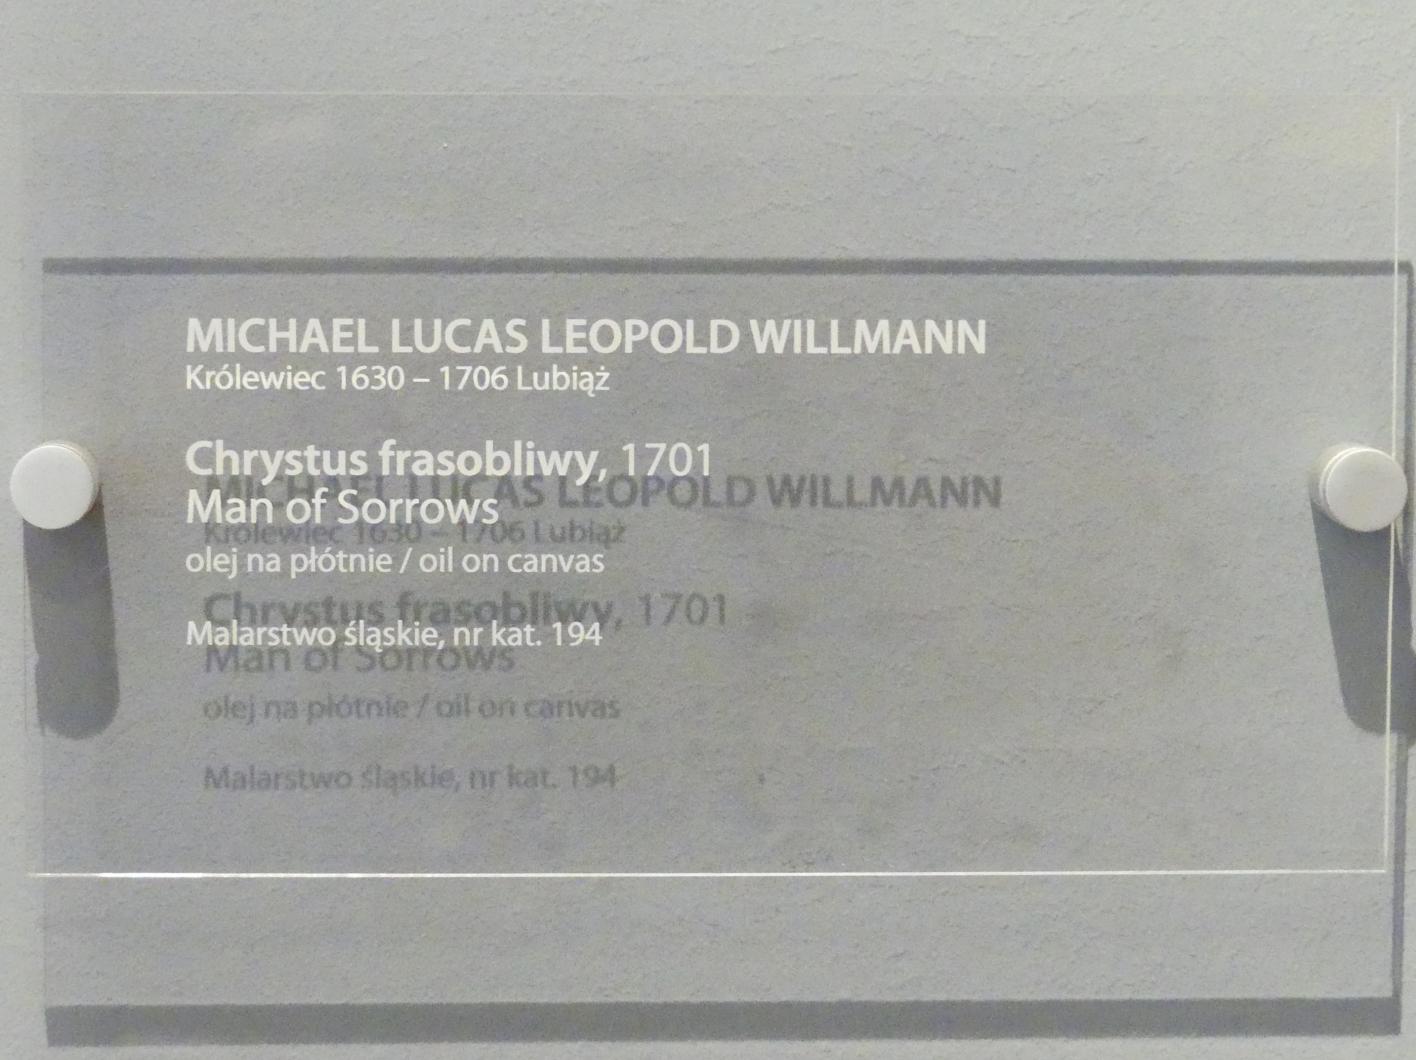 MICHAEL LUCAS LEOPOLD WILLMANN
Królewiec 1630 – 1706 Lubiąż
Chrystus frasobliwy, 1701
Man of Sorrows
olej na płótnie / oil on canvas
Malarstwo śląskie, nr kat. 194